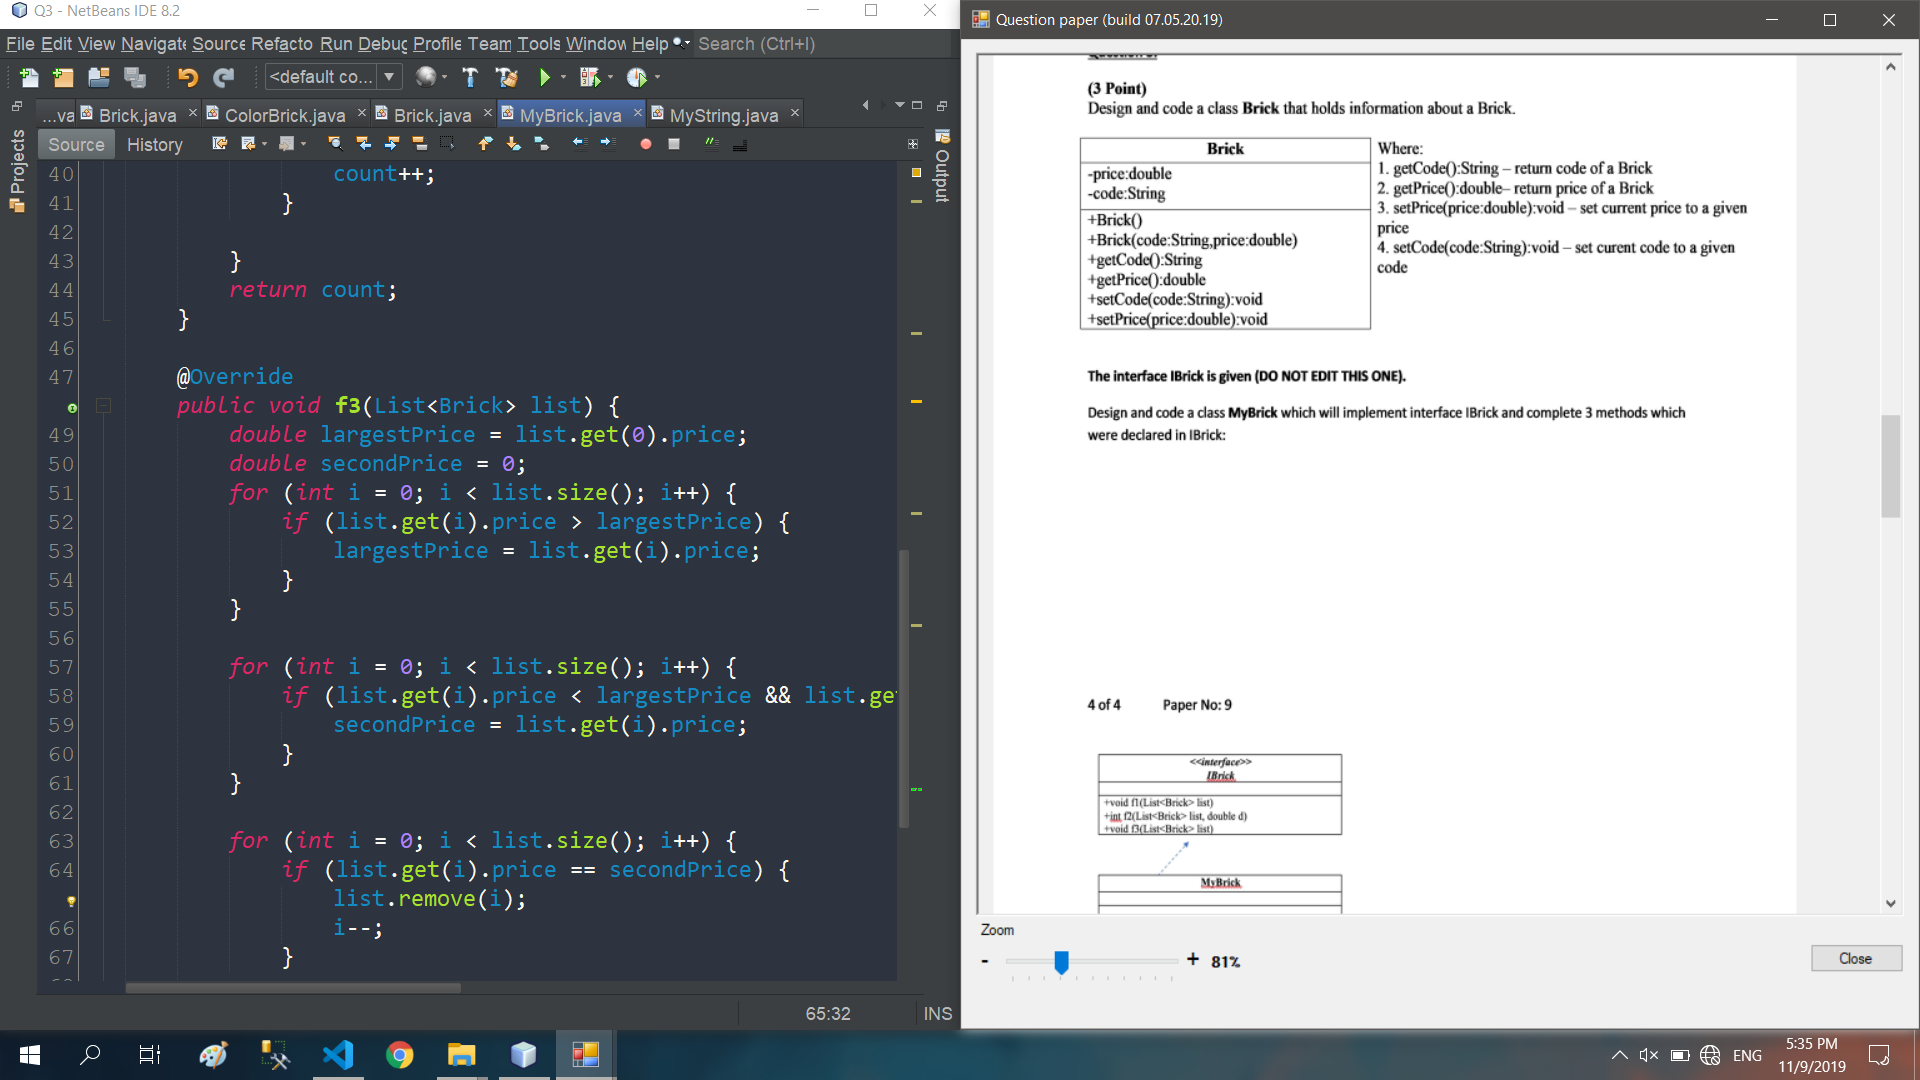 Q3 - NetBeans IDE 8.2
File Edit View Navigate Source Refacto Run Debug Profile Team Tools Window Help Search (Ctrl+I)
<default co...
...va Brick.java ColorBrick.java Brick.java MyBrick.java MyString.java
Source History
Projects
Output
40 count++;
41 }
42
43 }
44 return count;
45 }
46
47 @Override
public void f3(List<Brick> list) {
49 double largestPrice = list.get(0).price;
50 double secondPrice = 0;
51 for (int i = 0; i < list.size(); i++) {
52 if (list.get(i).price > largestPrice) {
53 largestPrice = list.get(i).price;
54 }
55 }
56
57 for (int i = 0; i < list.size(); i++) {
58 if (list.get(i).price < largestPrice && list.ge
59 secondPrice = list.get(i).price;
60 }
61 }
62
63 for (int i = 0; i < list.size(); i++) {
64 if (list.get(i).price == secondPrice) {
list.remove(i);
66 i--;
67 }
65:32 INS
Question paper (build 07.05.20.19)
(3 Point)
Design and code a class Brick that holds information about a Brick.
Brick
-price:double
-code:String
+Brick()
+Brick(code:String,price:double)
+getCode():String
+getPrice():double
+setCode(code:String):void
+setPrice(price:double):void
Where:
1. getCode():String – return code of a Brick
2. getPrice():double– return price of a Brick
3. setPrice(price:double):void – set current price to a given
price
4. setCode(code:String):void – set curent code to a given
code
The interface IBrick is given (DO NOT EDIT THIS ONE).
Design and code a class MyBrick which will implement interface IBrick and complete 3 methods which
were declared in IBrick:
4 of 4 Paper No: 9
<<interface>>
IBrick
+void f1(List<Brick> list)
+int f2(List<Brick> list, double d)
+void f3(List<Brick> list)
MyBrick
Zoom
- + 81%
Close
ENG
5:35 PM
11/9/2019